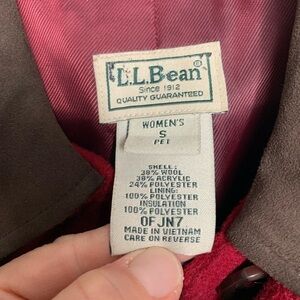 L.L.Bean®
SINCE 1912
QUALITY GUARANTEED
WOMEN'S
S
PET
SHELL:
38% WOOL
38% ACRYLIC
24% POLYESTER
LINING:
100% POLYESTER
INSULATION
100% POLYESTER
OFJN7
MADE IN VIETNAM
CARE ON REVERSE